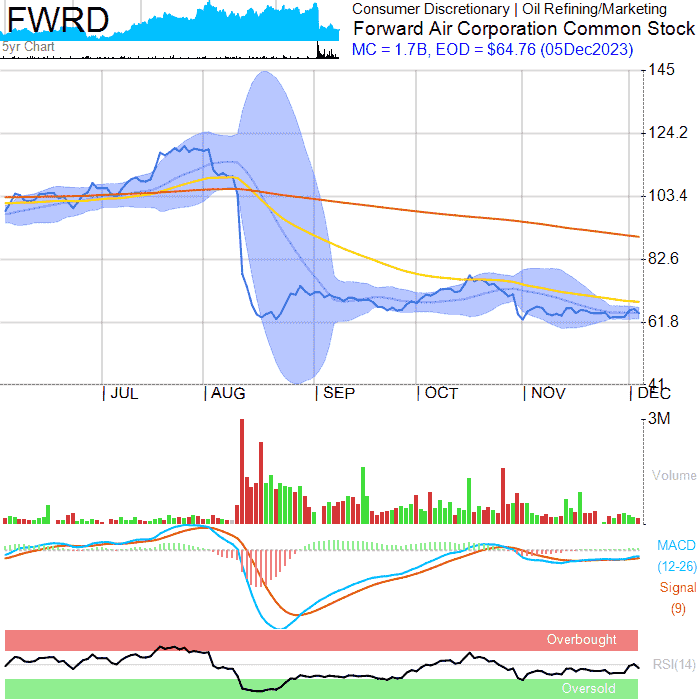 FWRD
5yr Chart
Consumer Discretionary | Oil Refining/Marketing
Forward Air Corporation Common Stock
MC = 1.7B, EOD = $64.76 (05Dec2023)
145
124.2
103.4
82.6
61.8
41
JUL AUG SEP OCT NOV DEC
3M
Volume
MACD
(12-26)
Signal
(9)
Overbought
RSI(14)
Oversold